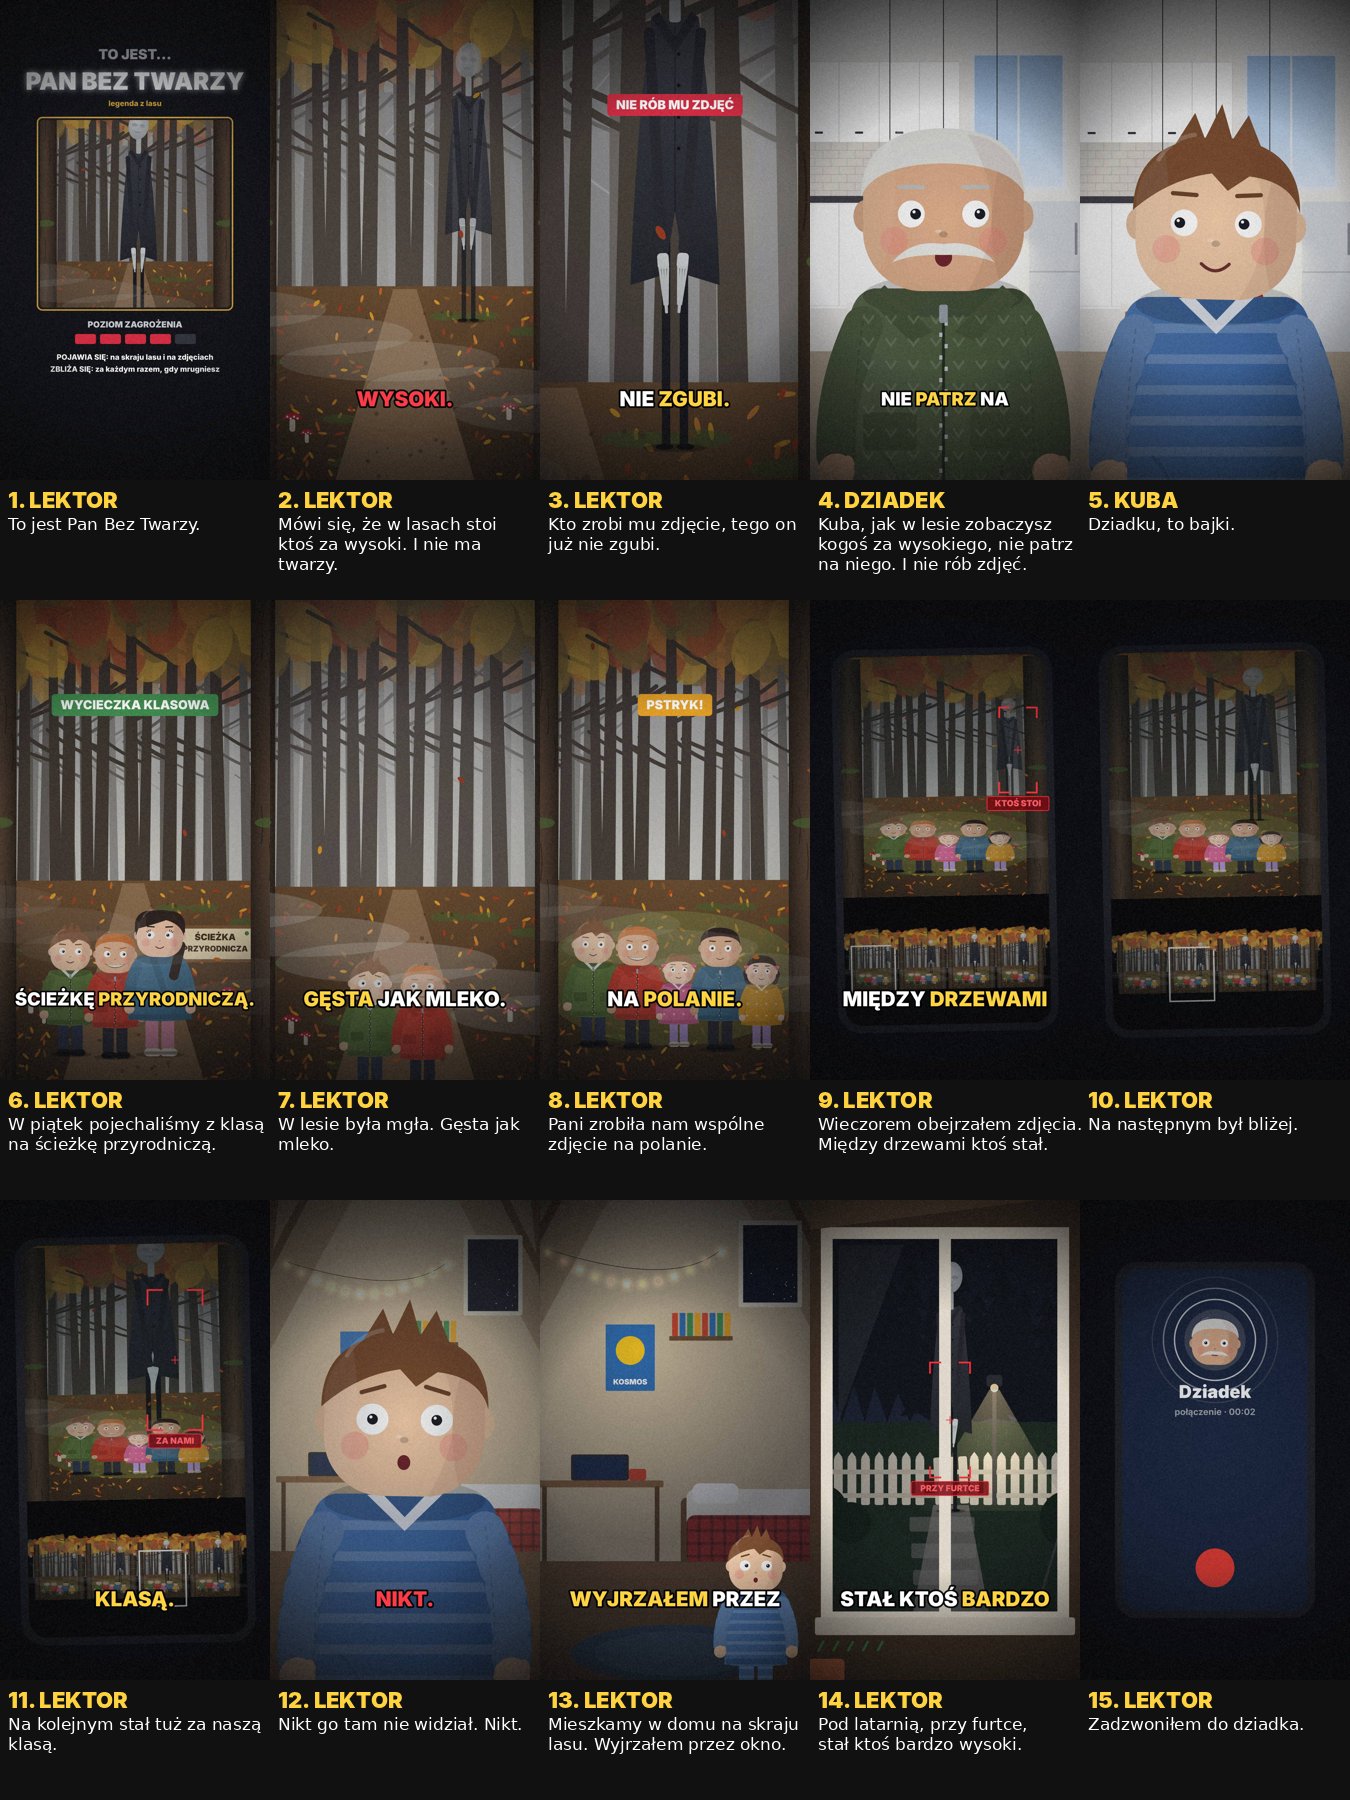 TO JEST...
PAN BEZ TWARZY
legenda z lasu
POZIOM ZAGROŻENIA
POJAWIA SIĘ: na skraju lasu i na zdjęciach
ZBLIŻA SIĘ: za każdym razem, gdy mrugniesz
WYSOKI.
NIE RÓB MU ZDJĘĆ
NIE ZGUBI.
NIE PATRZ NA
1. LEKTOR
To jest Pan Bez Twarzy.
2. LEKTOR
Mówi się, że w lasach stoi
ktoś za wysoki. I nie ma
twarzy.
3. LEKTOR
Kto zrobi mu zdjęcie, tego on
już nie zgubi.
4. DZIADEK
Kuba, jak w lesie zobaczysz
kogoś za wysokiego, nie patrz
na niego. I nie rób zdjęć.
5. KUBA
Dziadku, to bajki.
WYCIECZKA KLASOWA
ŚCIEŻKA
PRZYRODNICZA
ŚCIEŻKĘ PRZYRODNICZĄ.
GĘSTA JAK MLEKO.
PSTRYK!
NA POLANIE.
KTOŚ STOI
MIĘDZY DRZEWAMI
6. LEKTOR
W piątek pojechaliśmy z klasą
na ścieżkę przyrodniczą.
7. LEKTOR
W lesie była mgła. Gęsta jak
mleko.
8. LEKTOR
Pani zrobiła nam wspólne
zdjęcie na polanie.
9. LEKTOR
Wieczorem obejrzałem zdjęcia.
Między drzewami ktoś stał.
10. LEKTOR
Na następnym był bliżej.
ZA NAMI
KLASĄ.
NIKT.
KOSMOS
WYJRZAŁEM PRZEZ
PRZY FURTCE
STAŁ KTOŚ BARDZO
Dziadek
połączenie · 00:02
11. LEKTOR
Na kolejnym stał tuż za naszą
klasą.
12. LEKTOR
Nikt go tam nie widział. Nikt.
13. LEKTOR
Mieszkamy w domu na skraju
lasu. Wyjrzałem przez okno.
14. LEKTOR
Pod latarnią, przy furtce,
stał ktoś bardzo wysoki.
15. LEKTOR
Zadzwoniłem do dziadka.